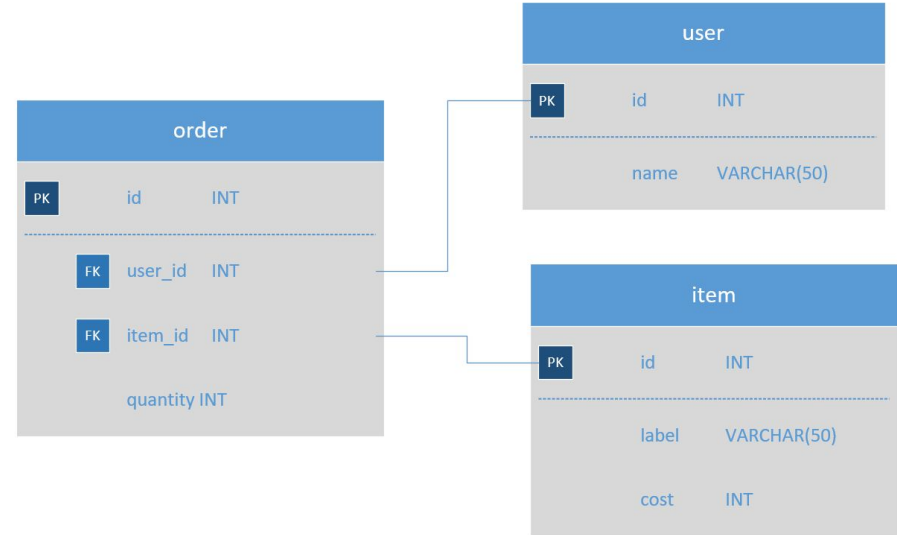 order
PK id INT
FK user_id INT
FK item_id INT
quantity INT
user
PK id INT
name VARCHAR(50)
item
PK id INT
label VARCHAR(50)
cost INT